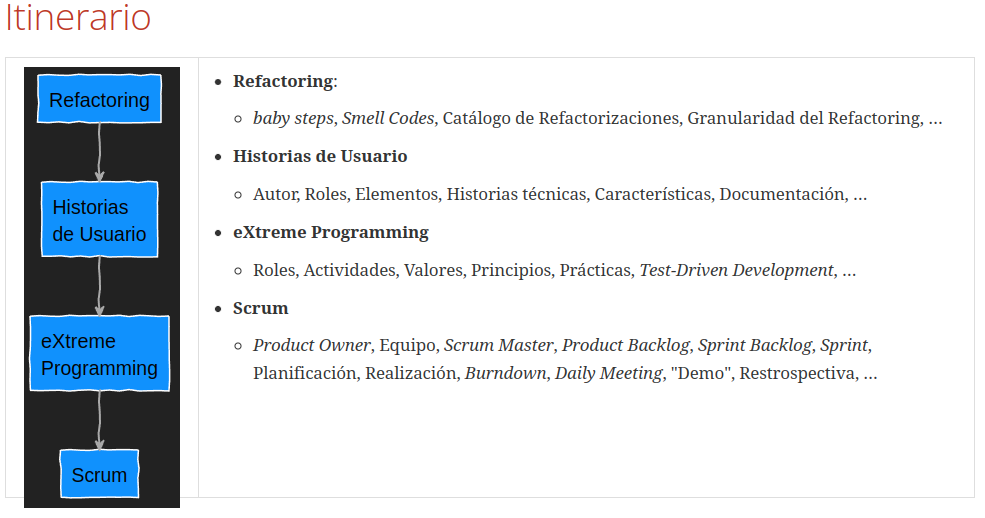 Itinerario
Refactoring
Historias
de Usuario
eXtreme
Programming
Scrum
• Refactoring:
◦ baby steps, Smell Codes, Catálogo de Refactorizaciones, Granularidad del Refactoring, …
• Historias de Usuario
◦ Autor, Roles, Elementos, Historias técnicas, Características, Documentación, …
• eXtreme Programming
◦ Roles, Actividades, Valores, Principios, Prácticas, Test-Driven Development, …
• Scrum
◦ Product Owner, Equipo, Scrum Master, Product Backlog, Sprint Backlog, Sprint,
Planificación, Realización, Burndown, Daily Meeting, "Demo", Restrospectiva, …